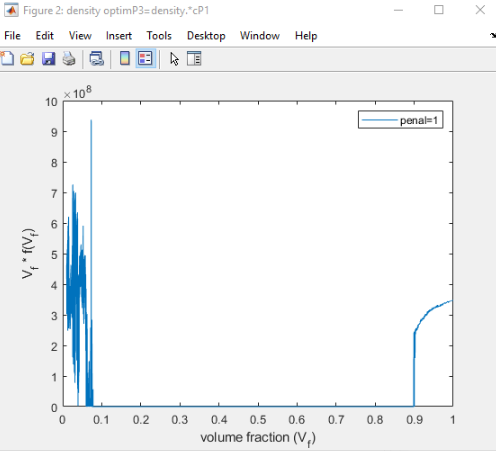 Figure 2: density optimP3=density.*cP1
File Edit View Insert Tools Desktop Window Help
×10^8
penal=1
10
9
8
7
6
5
4
3
2
1
0
V_f * f(V_f)
0 0.1 0.2 0.3 0.4 0.5 0.6 0.7 0.8 0.9 1
volume fraction (V_f)